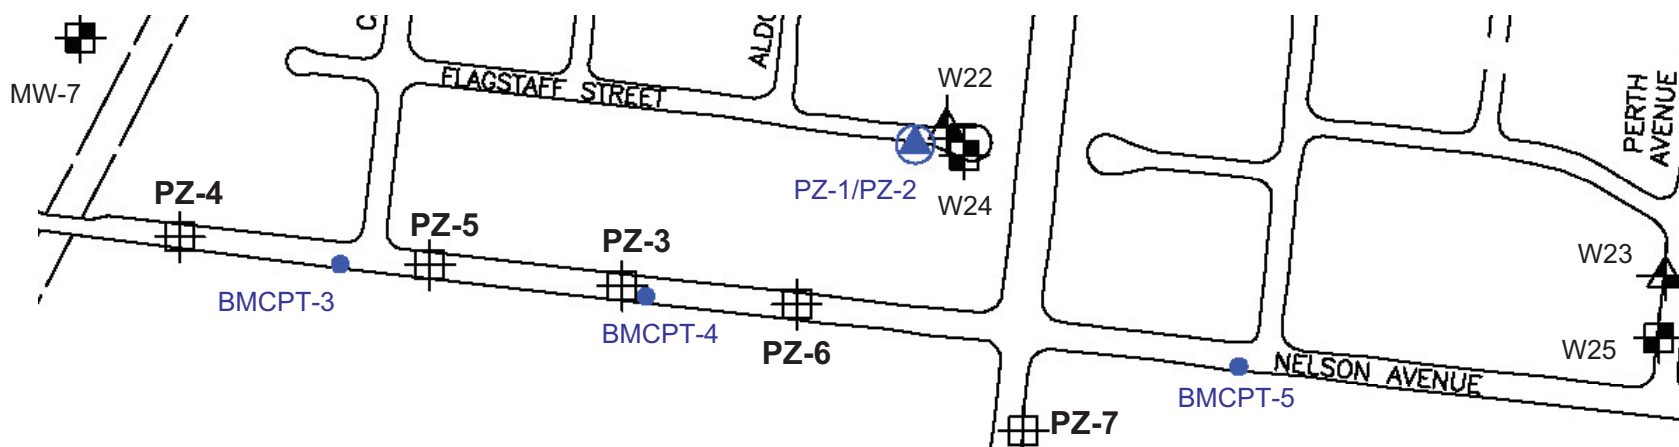 MW-7
FLAGSTAFF STREET
W22
PERTH
AVENUE
PZ-1/PZ-2
W24
PZ-4
PZ-5
PZ-3
W23
BMCPT-3
BMCPT-4
PZ-6
W25
NELSON AVENUE
BMCPT-5
PZ-7